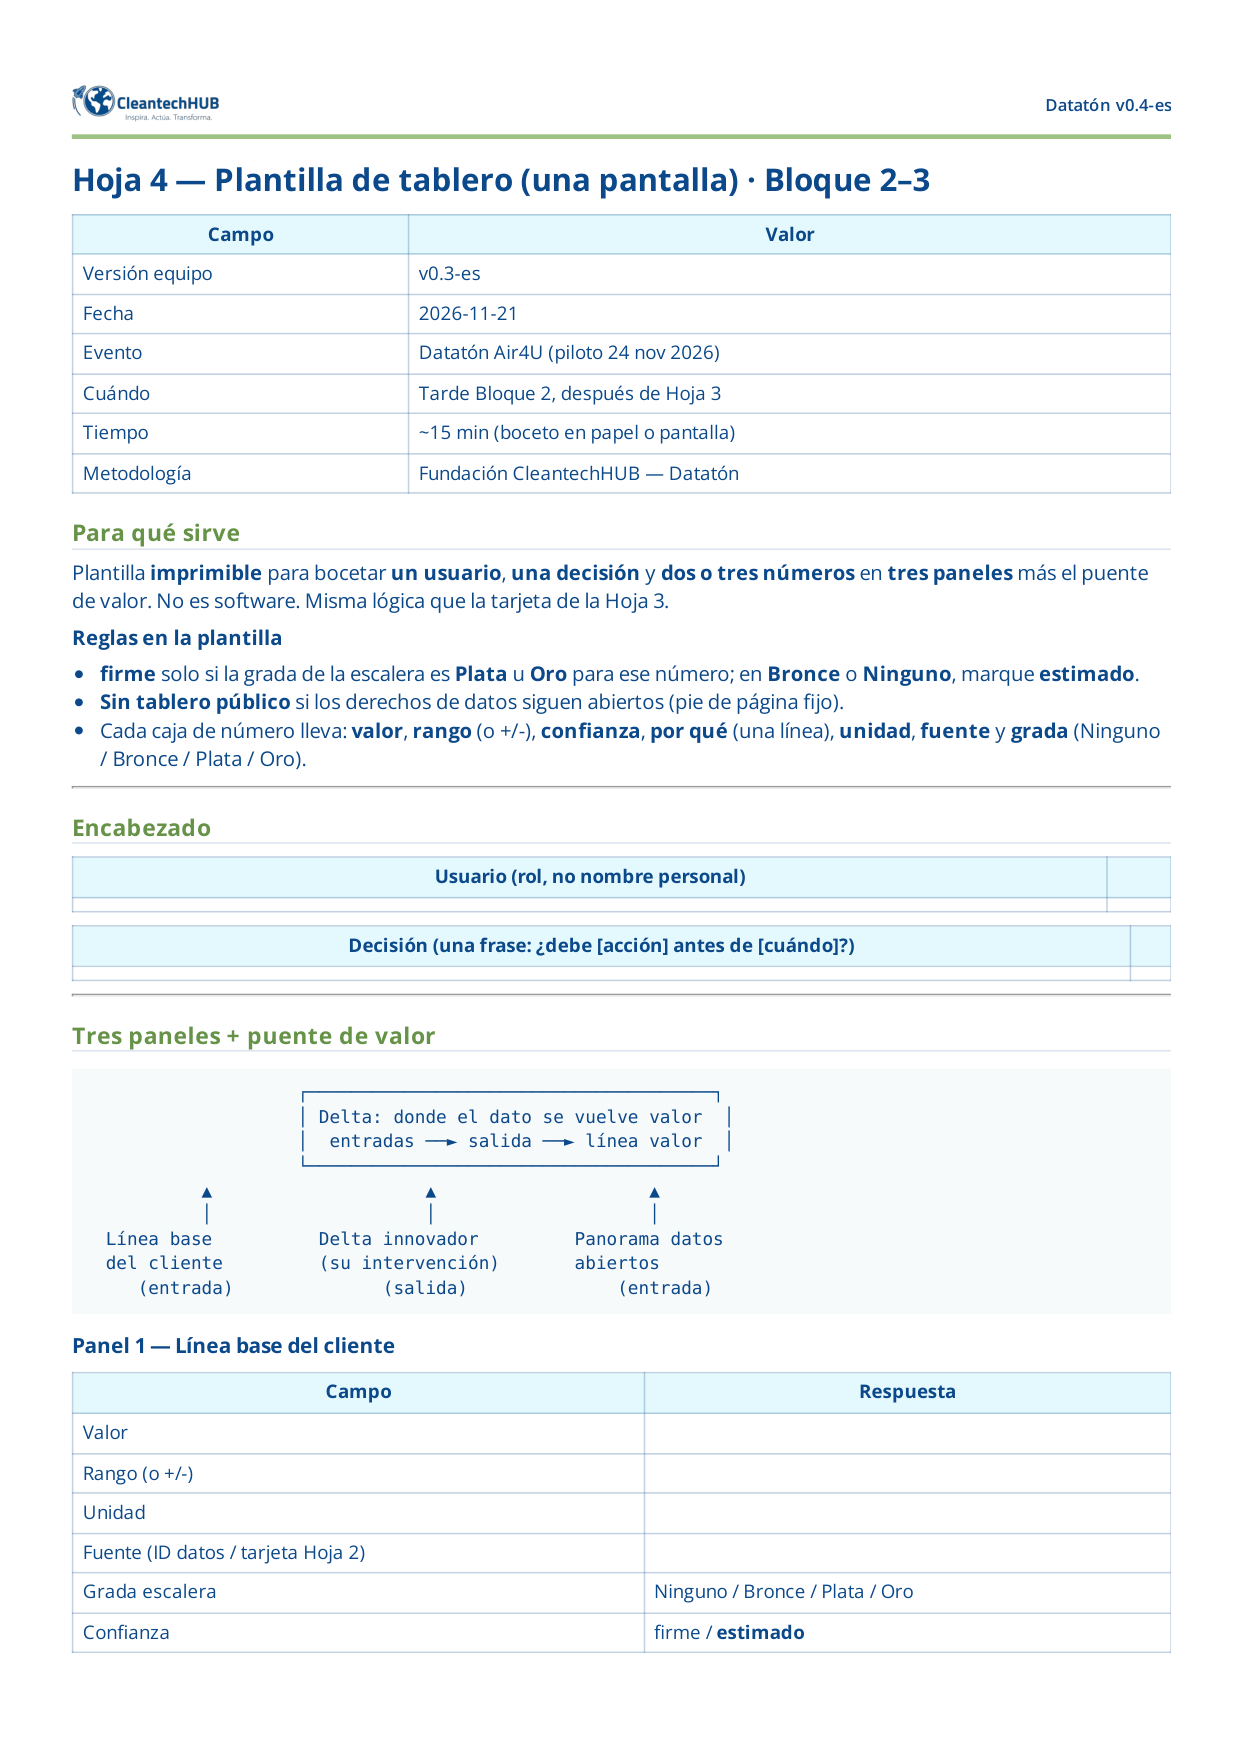 CleantechHUB
Inspira. Actúa. Transforma.
Datatón v0.4-es
Hoja 4 — Plantilla de tablero (una pantalla) · Bloque 2–3
Campo Valor
Versión equipo v0.3-es
Fecha 2026-11-21
Evento Datatón Air4U (piloto 24 nov 2026)
Cuándo Tarde Bloque 2, después de Hoja 3
Tiempo ~15 min (boceto en papel o pantalla)
Metodología Fundación CleantechHUB — Datatón
Para qué sirve
Plantilla imprimible para bocetar un usuario, una decisión y dos o tres números en tres paneles más el puente
de valor. No es software. Misma lógica que la tarjeta de la Hoja 3.
Reglas en la plantilla
• firme solo si la grada de la escalera es Plata u Oro para ese número; en Bronce o Ninguno, marque estimado.
• Sin tablero público si los derechos de datos siguen abiertos (pie de página fijo).
• Cada caja de número lleva: valor, rango (o +/-), confianza, por qué (una línea), unidad, fuente y grada (Ninguno
/ Bronce / Plata / Oro).
Encabezado
Usuario (rol, no nombre personal)
Decisión (una frase: ¿debe [acción] antes de [cuándo]?)
Tres paneles + puente de valor
Delta: donde el dato se vuelve valor
entradas ──► salida ──► línea valor
▲ ▲ ▲
Línea base Delta innovador Panorama datos
del cliente (su intervención) abiertos
(entrada) (salida) (entrada)
Panel 1 — Línea base del cliente
Campo Respuesta
Valor
Rango (o +/-)
Unidad
Fuente (ID datos / tarjeta Hoja 2)
Grada escalera Ninguno / Bronce / Plata / Oro
Confianza firme / estimado